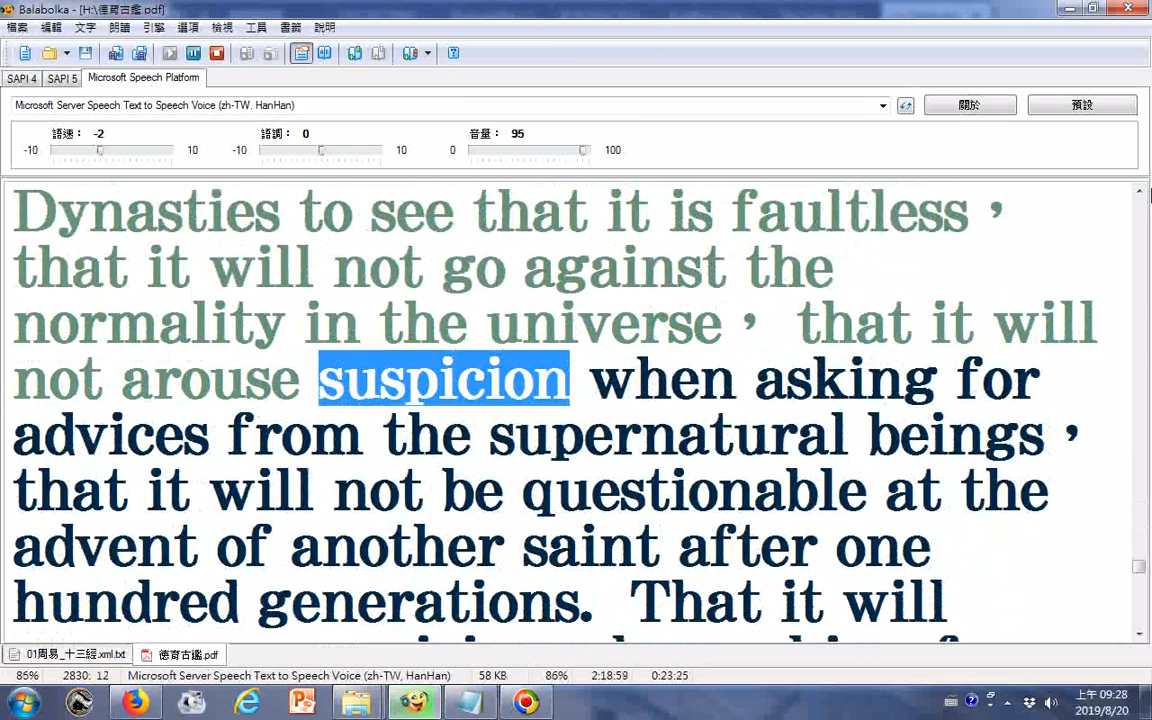 Balabolka - [H:\德育古鑑.pdf]
檔案 編輯 文字 朗讀 引擎 選項 檢視 工具 書籤 說明
SAPI 4 SAPI 5 Microsoft Speech Platform
Microsoft Server Speech Text to Speech Voice (zh-TW, HanHan) 關於 預設
語速： -2 語調： 0 音量： 95
-10 10 -10 10 0 100
Dynasties to see that it is faultless，
that it will not go against the
normality in the universe， that it will
not arouse suspicion when asking for
advices from the supernatural beings，
that it will not be questionable at the
advent of another saint after one
hundred generations. That it will
01周易_十三經.xml.txt 德育古鑑.pdf
85% 2830; 12 Microsoft Server Speech Text to Speech Voice (zh-TW, HanHan) 58 KB 86% 2:18:59 0:23:25
上午 09:28
2019/8/20